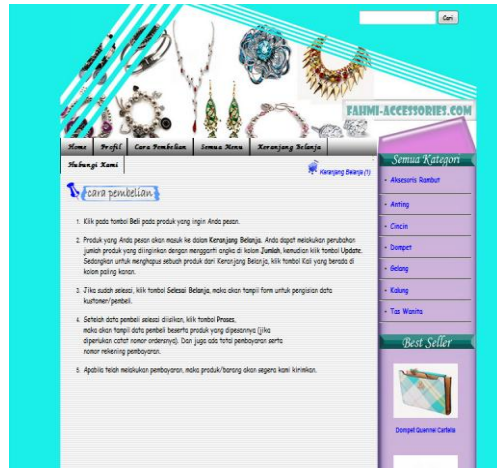 Cari
FAHMI-ACCESSORIES.COM
Home Profil Cara Pembelian Semua Menu Keranjang Belanja
Hubungi Kami
Keranjang Belanja (1)
cara pembelian
1. Klik pada tombol Beli pada produk yang ingin Anda pesan.
2. Produk yang Anda pesan akan masuk ke dalam Keranjang Belanja. Anda dapat melakukan perubahan
jumlah produk yang diinginkan dengan mengganti angka di kolom Jumlah, kemudian klik tombol Update.
Sedangkan untuk menghapus sebuah produk dari Keranjang Belanja, klik tombol Kali yang berada di
kolom paling kanan.
3. Jika sudah selesai, klik tombol Selesai Belanja, maka akan tampil form untuk pengisian data
kustomer/pembeli.
4. Setelah data pembeli selesai diisikan, klik tombol Proses,
maka akan tampil data pembeli beserta produk yang dipesannya (jika
diperlukan catat nomor ordersnya). Dan juga ada total pembayaran serta
nomor rekening pembayaran.
5. Apabila telah melakukan pembayaran, maka produk/barang akan segera kami kirimkan.
Semua Kategori
• Aksesoris Rambut
• Anting
• Cincin
• Dompet
• Gelang
• Kalung
• Tas Wanita
Best Seller
Dompet Quennel Cartela